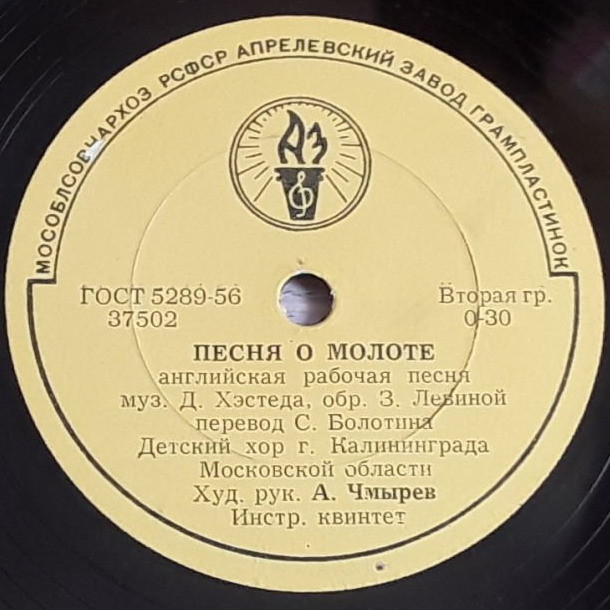 МОСОБЛСОВНАРХОЗ РСФСР АПРЕЛЕВСКИЙ ЗАВОД ГРАМПЛАСТИНОК
АЗ
ГОСТ 5289-56
37502
Вторая гр.
0-30
ПЕСНЯ О МОЛОТЕ
английская рабочая песня
муз. Д. Хэстеда, обр. З. Левиной
перевод С. Болотина
Детский хор г. Калининграда
Московской области
Худ. рук. А. Чмырев
Инстр. квинтет